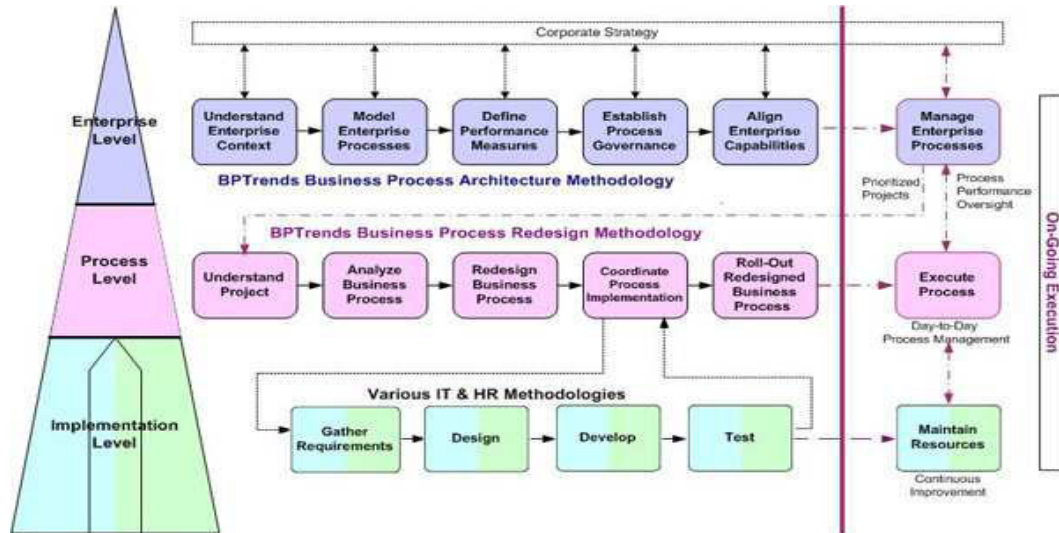 Corporate Strategy
Enterprise
Level
Understand
Enterprise
Context
Model
Enterprise
Processes
Define
Performance
Measures
Establish
Process
Governance
Align
Enterprise
Capabilities
Manage
Enterprise
Processes
BPTrends Business Process Architecture Methodology
Prioritized
Projects
Process
Performance
Oversight
BPTrends Business Process Redesign Methodology
Process
Level
Understand
Project
Analyze
Business
Process
Redesign
Business
Process
Coordinate
Process
Implementation
Roll-Out
Redesigned
Business
Process
Execute
Process
Day-to-Day
Process Management
Various IT & HR Methodologies
Implementation
Level
Gather
Requirements
Design
Develop
Test
Maintain
Resources
Continuous
Improvement
On-Going Execution